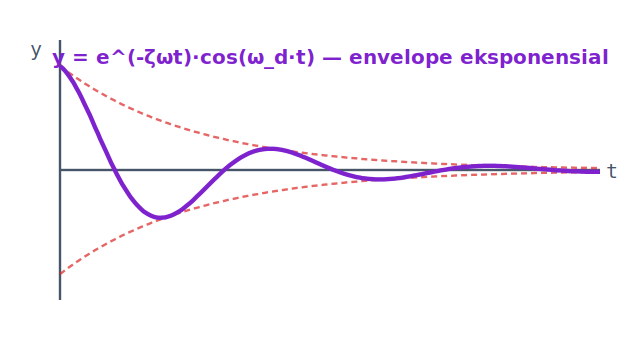 y = e^(-ζωt)·cos(ω_d·t) — envelope eksponensial
y
t